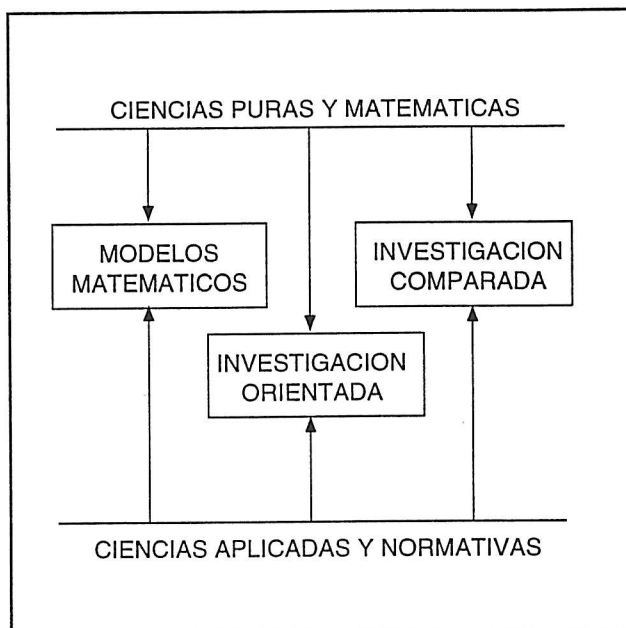 CIENCIAS PURAS Y MATEMATICAS
MODELOS
MATEMATICOS
INVESTIGACION
COMPARADA
INVESTIGACION
ORIENTADA
CIENCIAS APLICADAS Y NORMATIVAS